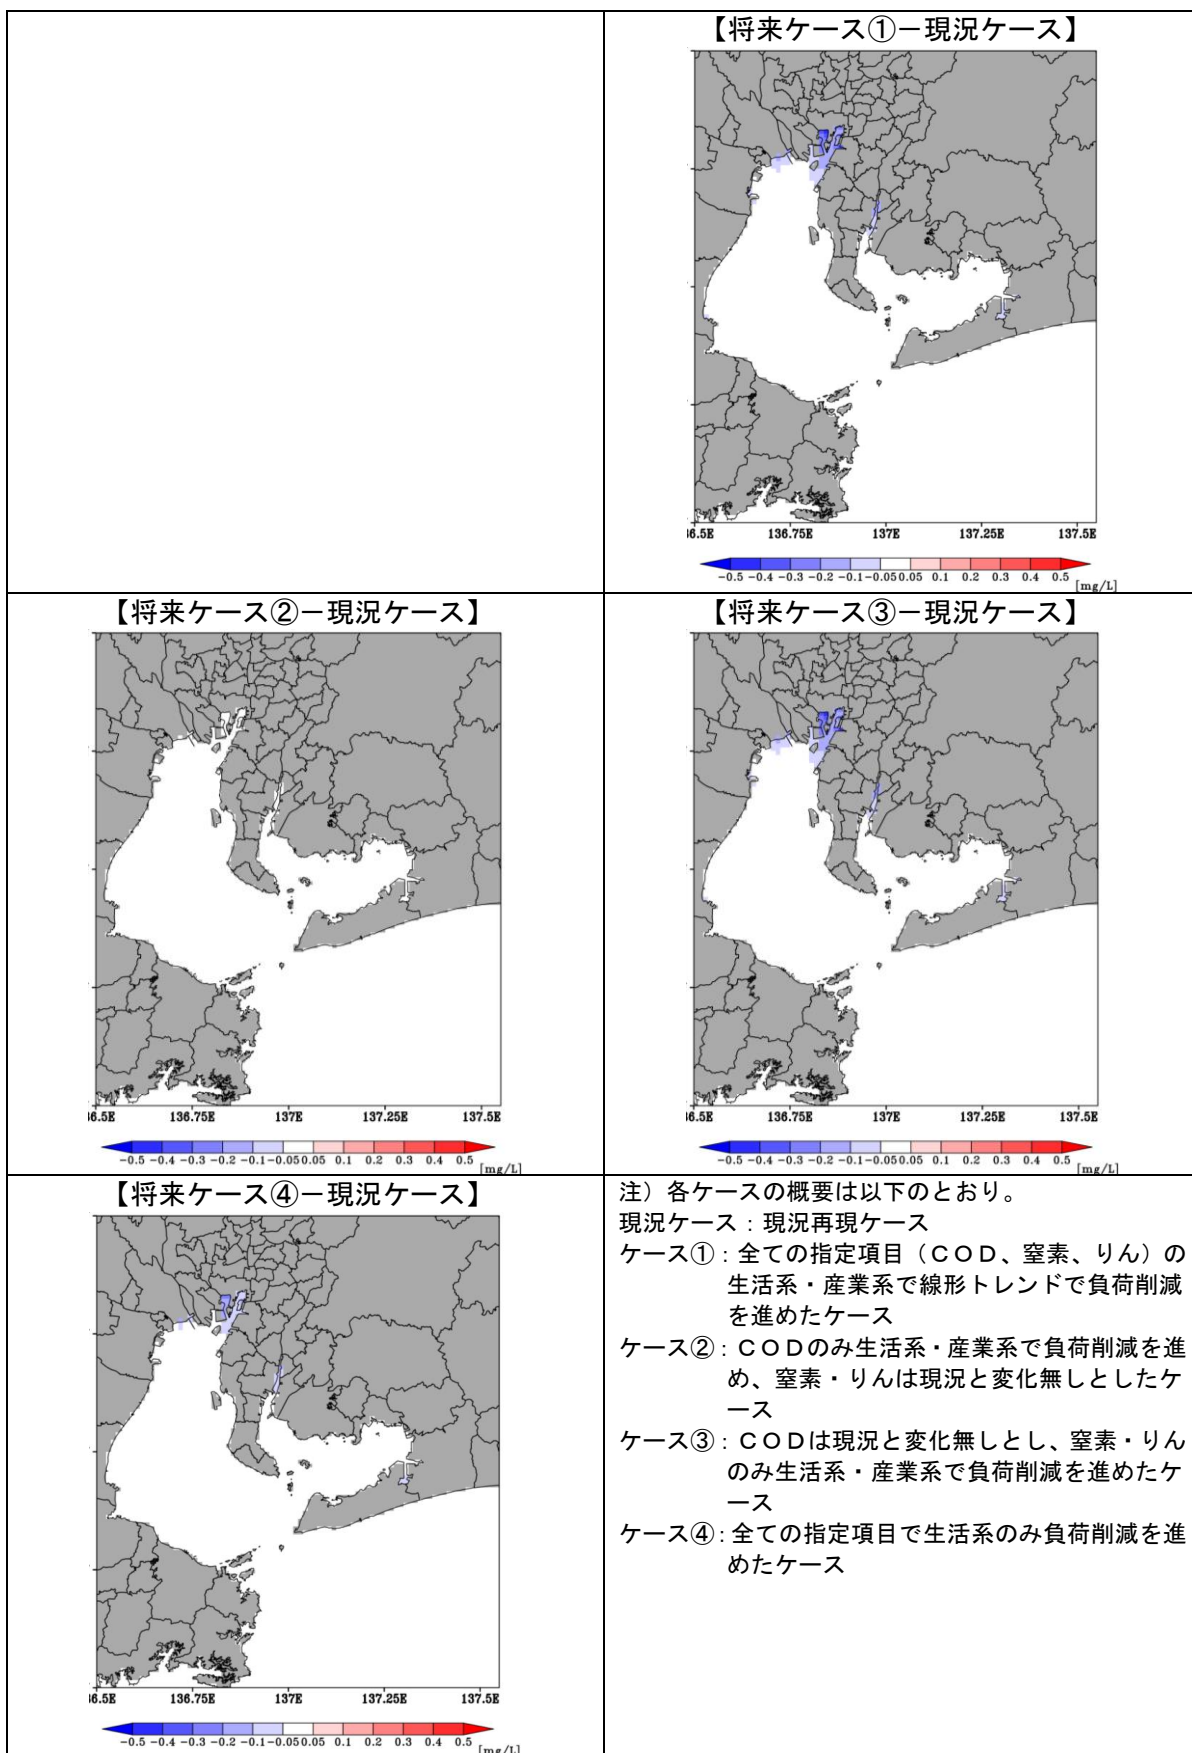 【将来ケース①－現況ケース】
36.5E 136.75E 137E 137.25E 137.5E
-0.5 -0.4 -0.3 -0.2 -0.1 -0.05 0.05 0.1 0.2 0.3 0.4 0.5
[mg/L]
【将来ケース②－現況ケース】
36.5E 136.75E 137E 137.25E 137.5E
-0.5 -0.4 -0.3 -0.2 -0.1 -0.05 0.05 0.1 0.2 0.3 0.4 0.5
[mg/L]
【将来ケース③－現況ケース】
36.5E 136.75E 137E 137.25E 137.5E
-0.5 -0.4 -0.3 -0.2 -0.1 -0.05 0.05 0.1 0.2 0.3 0.4 0.5
[mg/L]
【将来ケース④－現況ケース】
36.5E 136.75E 137E 137.25E 137.5E
-0.5 -0.4 -0.3 -0.2 -0.1 -0.05 0.05 0.1 0.2 0.3 0.4 0.5
[mg/L]
注）各ケースの概要は以下のとおり。
現況ケース：現況再現ケース
ケース①：全ての指定項目（ＣＯＤ、窒素、りん）の
生活系・産業系で線形トレンドで負荷削減
を進めたケース
ケース②：ＣＯＤのみ生活系・産業系で負荷削減を進
め、窒素・りんは現況と変化無しとしたケ
ース
ケース③：ＣＯＤは現況と変化無しとし、窒素・りん
のみ生活系・産業系で負荷削減を進めたケ
ース
ケース④：全ての指定項目で生活系のみ負荷削減を進
めたケース